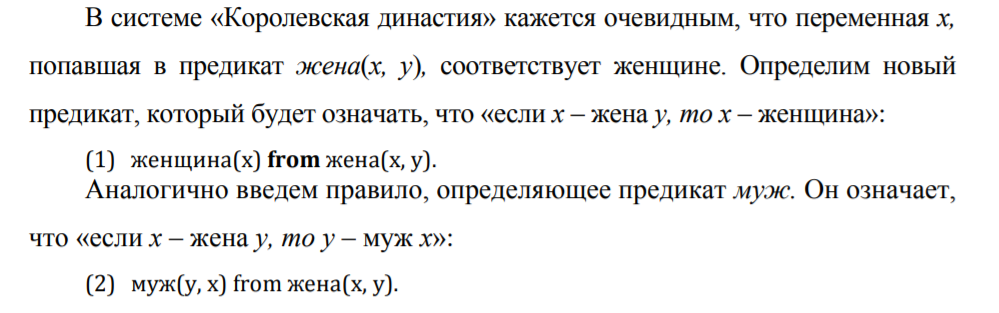 В системе «Королевская династия» кажется очевидным, что переменная x,
попавшая в предикат жена(x, y), соответствует женщине. Определим новый
предикат, который будет означать, что «если x – жена y, то x – женщина»:
(1) женщина(x) from жена(x, y).
Аналогично введем правило, определяющее предикат муж. Он означает,
что «если x – жена y, то y – муж x»:
(2) муж(y, x) from жена(x, y).